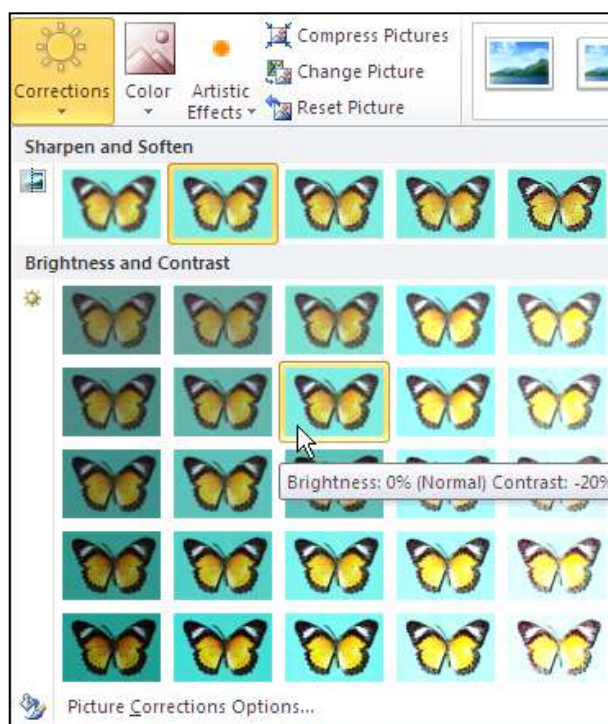 Compress Pictures
Change Picture
Corrections Color Artistic
Effects Reset Picture
Sharpen and Soften
Brightness and Contrast
Brightness: 0% (Normal) Contrast: -20%
Picture Corrections Options...